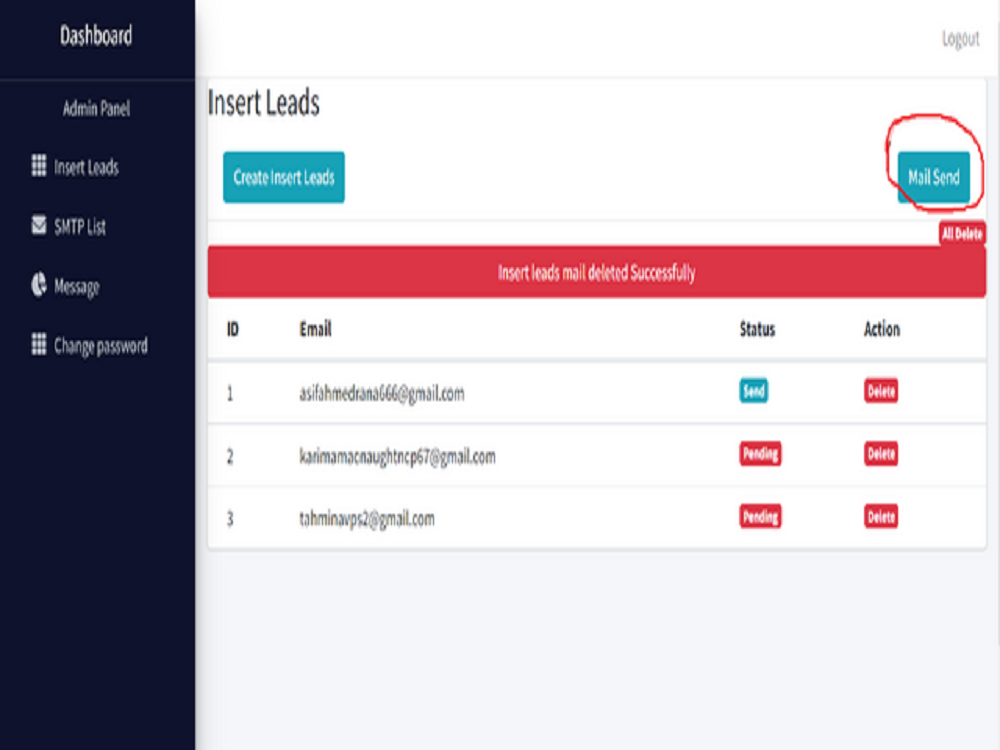 Dashboard
Logout
Admin Panel
Insert Leads
SMTP List
Message
Change password
Insert Leads
Create Insert Leads
Mail Send
All Delete
Insert leads mail deleted Successfully
ID Email Status Action
1 asifahmedrana666@gmail.com Send Delete
2 karimamacnaughtncp67@gmail.com Pending Delete
3 tahminavps2@gmail.com Pending Delete